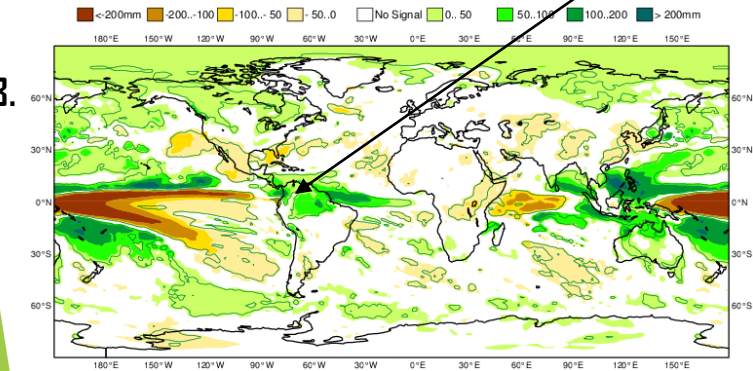 <-200mm -200..-100 -100..- 50 - 50..0 No Signal 0.. 50 50..100 100..200 > 200mm
180°E 150°W 120°W 90°W 60°W 30°W 0°E 30°E 60°E 90°E 120°E 150°E
3.
60°N 60°N
30°N 30°N
0°N 0°N
30°S 30°S
60°S 60°S
180°E 150°W 120°W 90°W 60°W 30°W 0°E 30°E 60°E 90°E 120°E 150°E